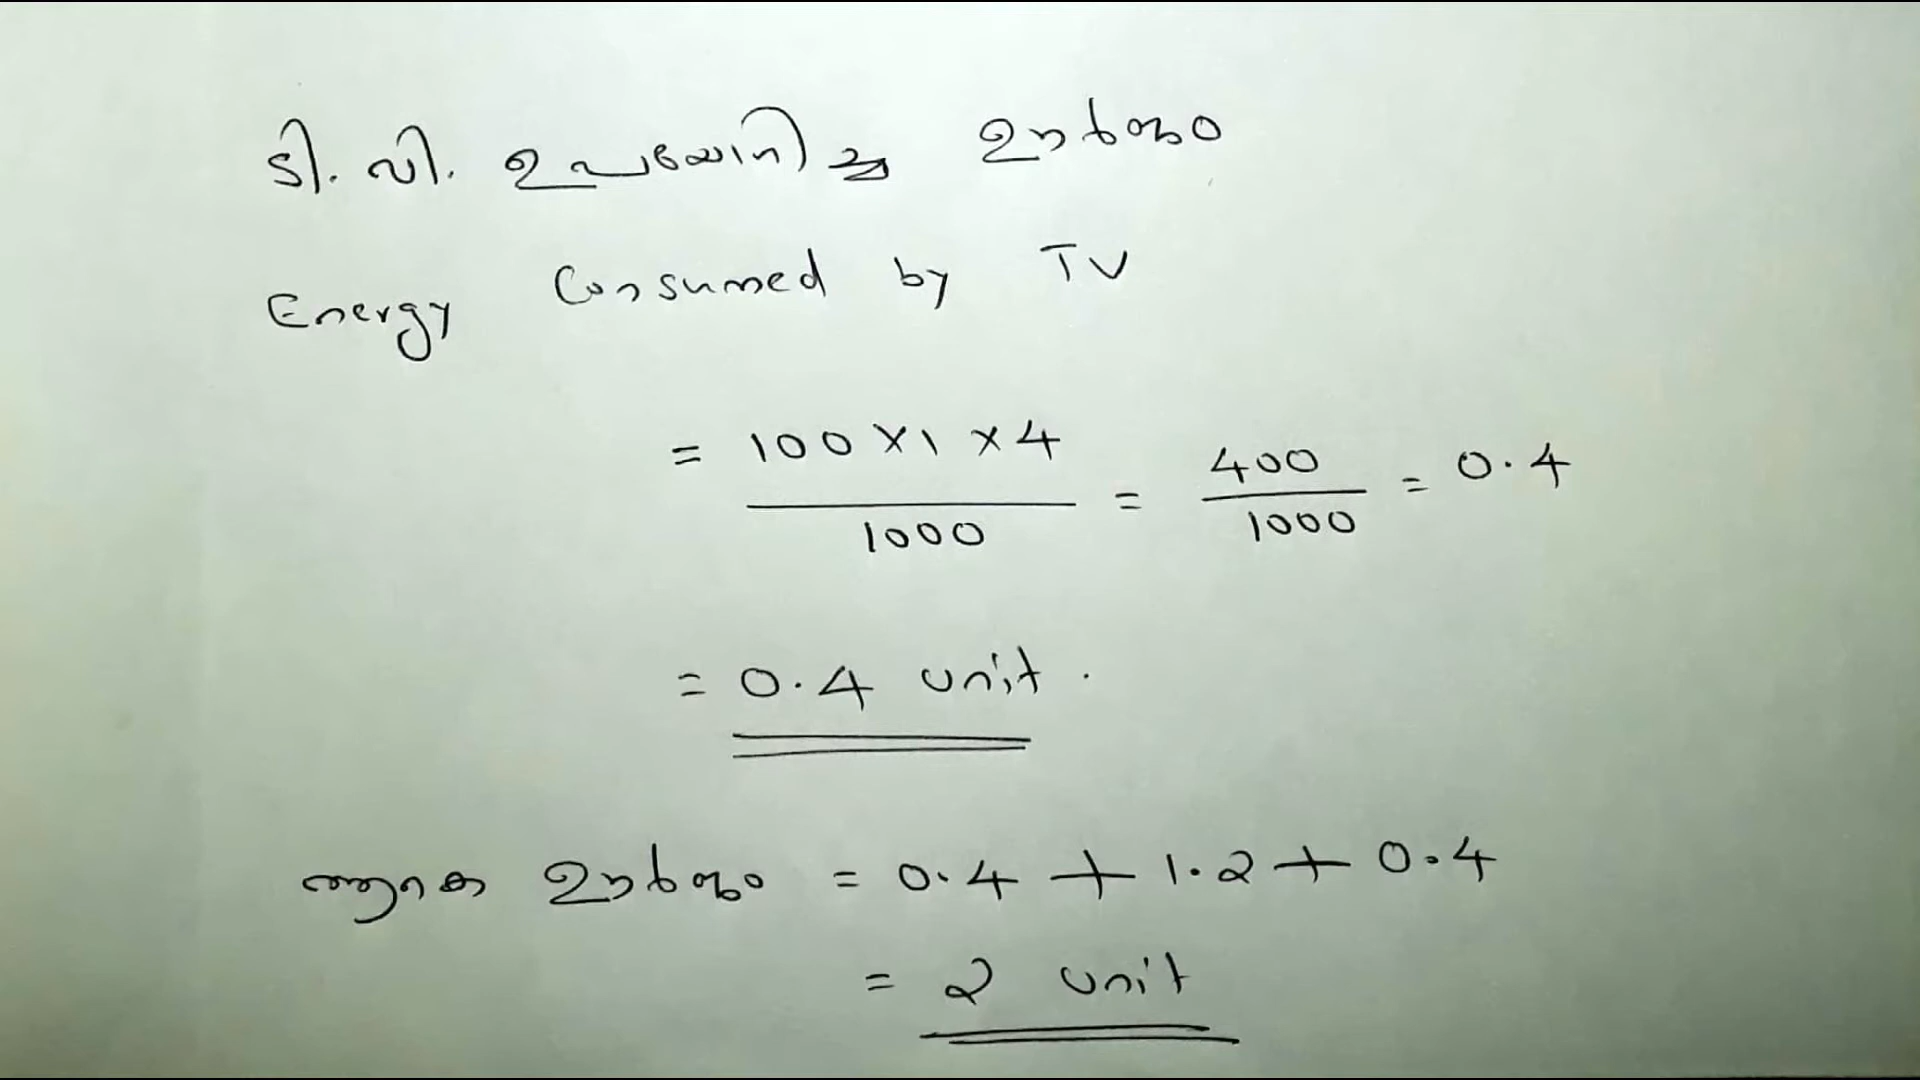 ടി. വി. ഉപയോഗിച്ച ഊർജ്ജം
Energy Consumed by TV
= 100 × 1 × 4 / 1000 = 400 / 1000 = 0.4
= 0.4 unit.
ആകെ ഊർജ്ജം = 0.4 + 1.2 + 0.4
= 2 unit